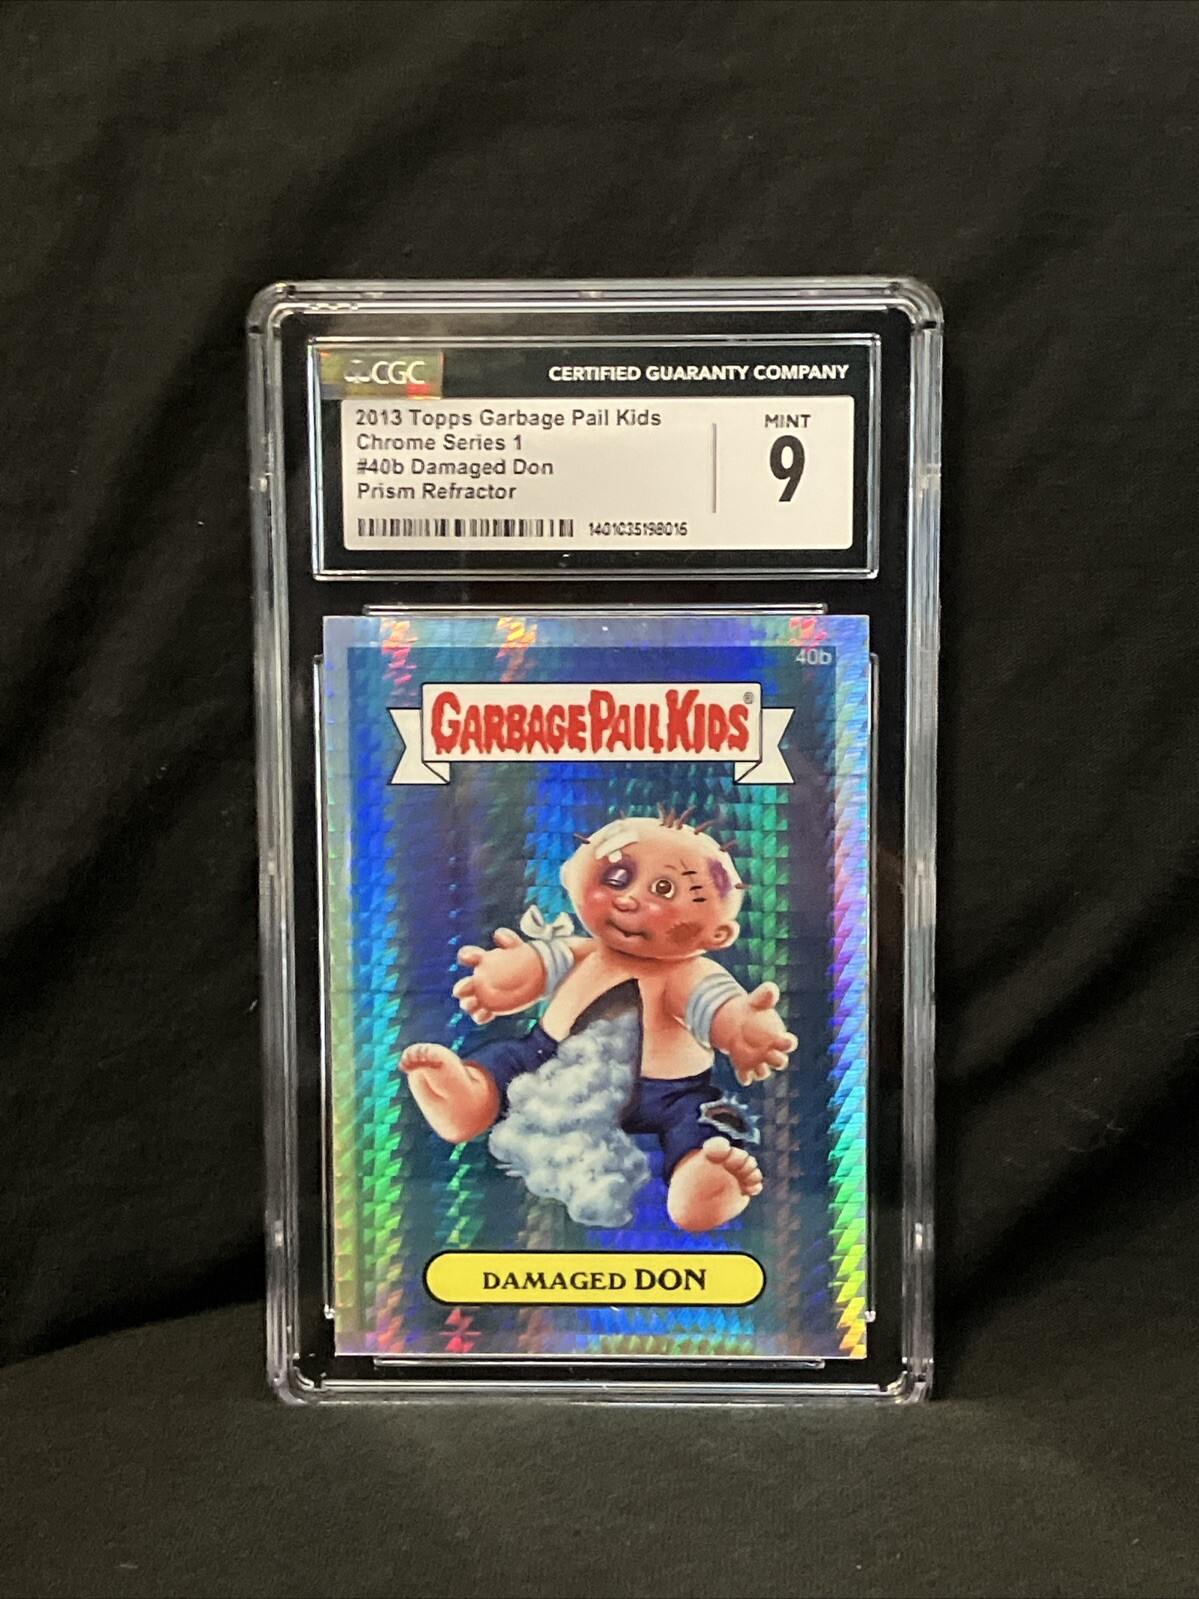 CGC
CERTIFIED GUARANTY COMPANY
2013 Topps Garbage Pail Kids
Chrome Series 1
#40b Damaged Don
Prism Refractor
1401035198016
MINT
9
40b
GARBAGE PAIL KIDS®
DAMAGED DON